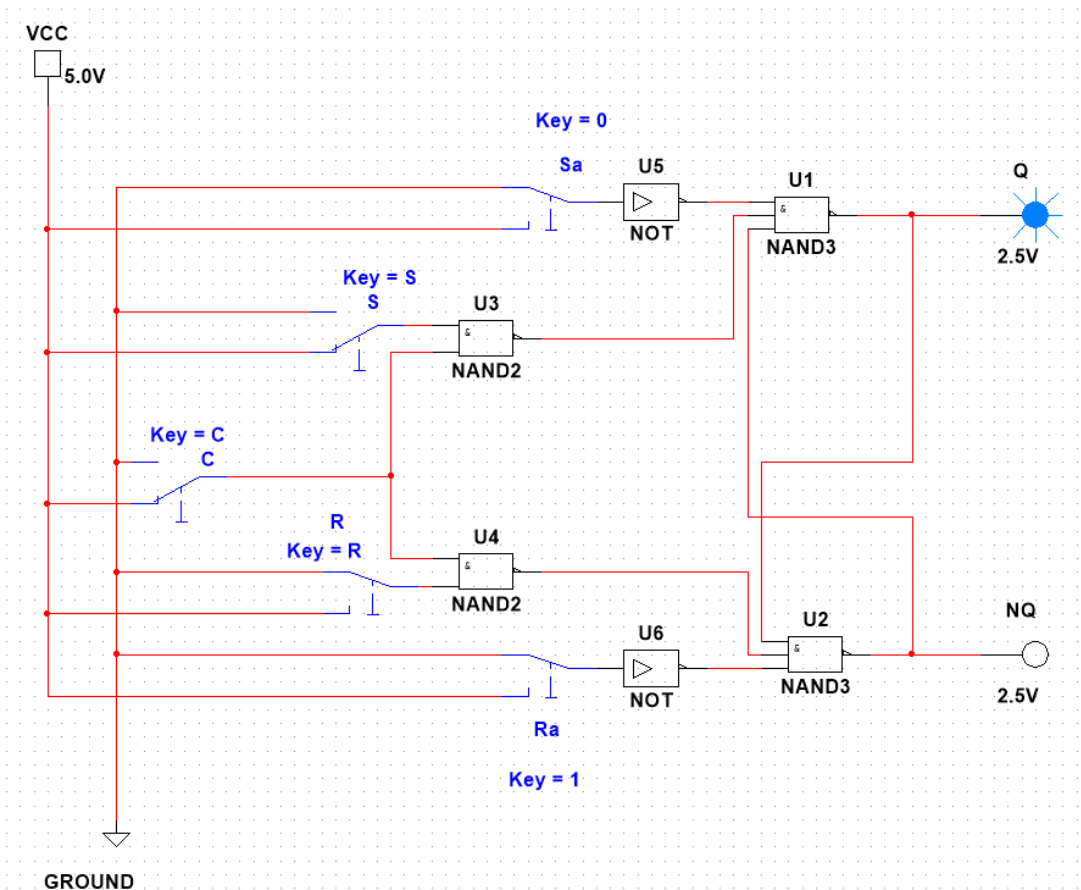 VCC
5.0V
Key = 0
Sa
U5
NOT
U1
&
NAND3
Q
2.5V
Key = S
S
U3
&
NAND2
Key = C
C
R
Key = R
U4
&
NAND2
U6
NOT
U2
&
NAND3
NQ
2.5V
Ra
Key = 1
GROUND